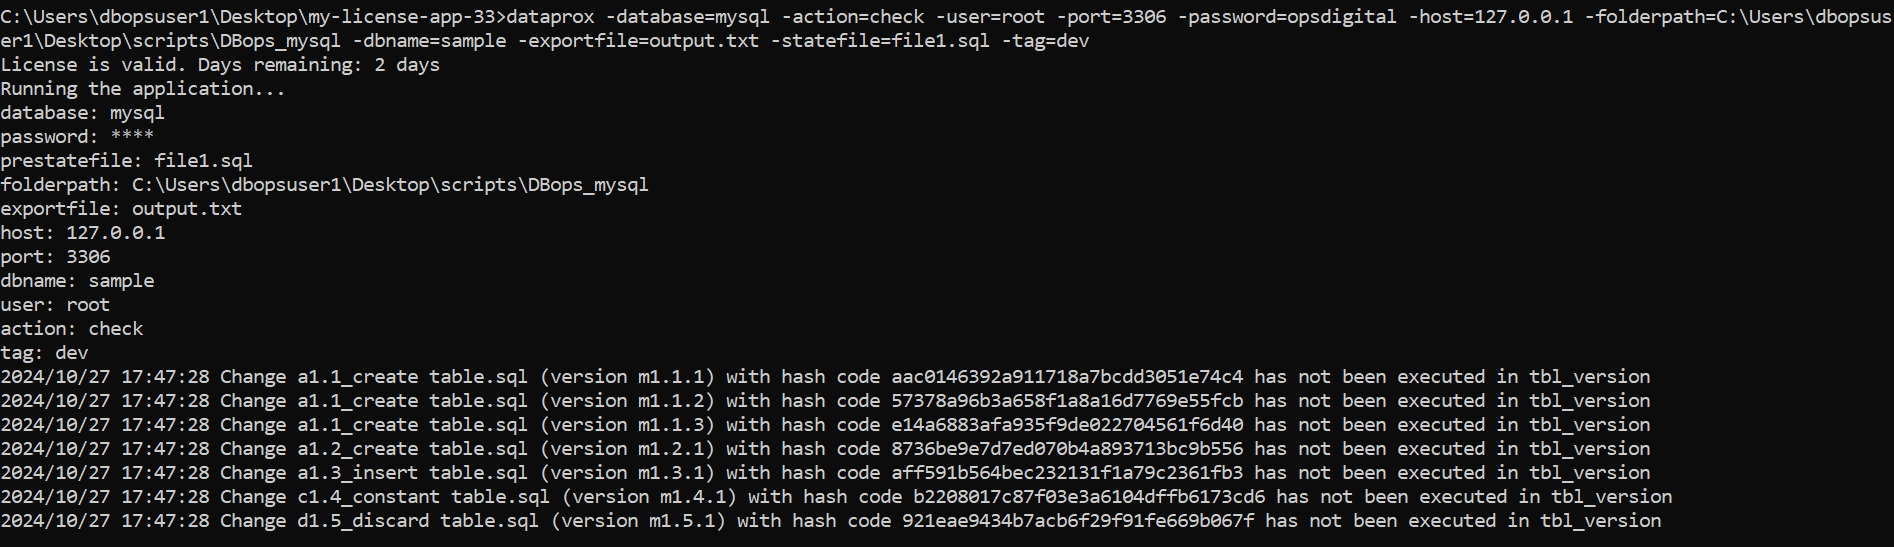 C:\Users\dbopsuser1\Desktop\my-license-app-33>dataprox -database=mysql -action=check -user=root -port=3306 -password=opsdigital -host=127.0.0.1 -folderpath=C:\Users\dbopsus
er1\Desktop\scripts\DBops_mysql -dbname=sample -exportfile=output.txt -statefile=file1.sql -tag=dev
License is valid. Days remaining: 2 days
Running the application...
database: mysql
password: ****
prestatefile: file1.sql
folderpath: C:\Users\dbopsuser1\Desktop\scripts\DBops_mysql
exportfile: output.txt
host: 127.0.0.1
port: 3306
dbname: sample
user: root
action: check
tag: dev
2024/10/27 17:47:28 Change a1.1_create table.sql (version m1.1.1) with hash code aac0146392a911718a7bcdd3051e74c4 has not been executed in tbl_version
2024/10/27 17:47:28 Change a1.1_create table.sql (version m1.1.2) with hash code 57378a96b3a658f1a8a16d7769e55fcb has not been executed in tbl_version
2024/10/27 17:47:28 Change a1.1_create table.sql (version m1.1.3) with hash code e14a6883afa935f9de022704561f6d40 has not been executed in tbl_version
2024/10/27 17:47:28 Change a1.2_create table.sql (version m1.2.1) with hash code 8736be9e7d7ed070b4a893713bc9b556 has not been executed in tbl_version
2024/10/27 17:47:28 Change a1.3_insert table.sql (version m1.3.1) with hash code aff591b564bec232131f1a79c2361fb3 has not been executed in tbl_version
2024/10/27 17:47:28 Change c1.4_constant table.sql (version m1.4.1) with hash code b2208017c87f03e3a6104dffb6173cd6 has not been executed in tbl_version
2024/10/27 17:47:28 Change d1.5_discard table.sql (version m1.5.1) with hash code 921eae9434b7acb6f29f91fe669b067f has not been executed in tbl_version